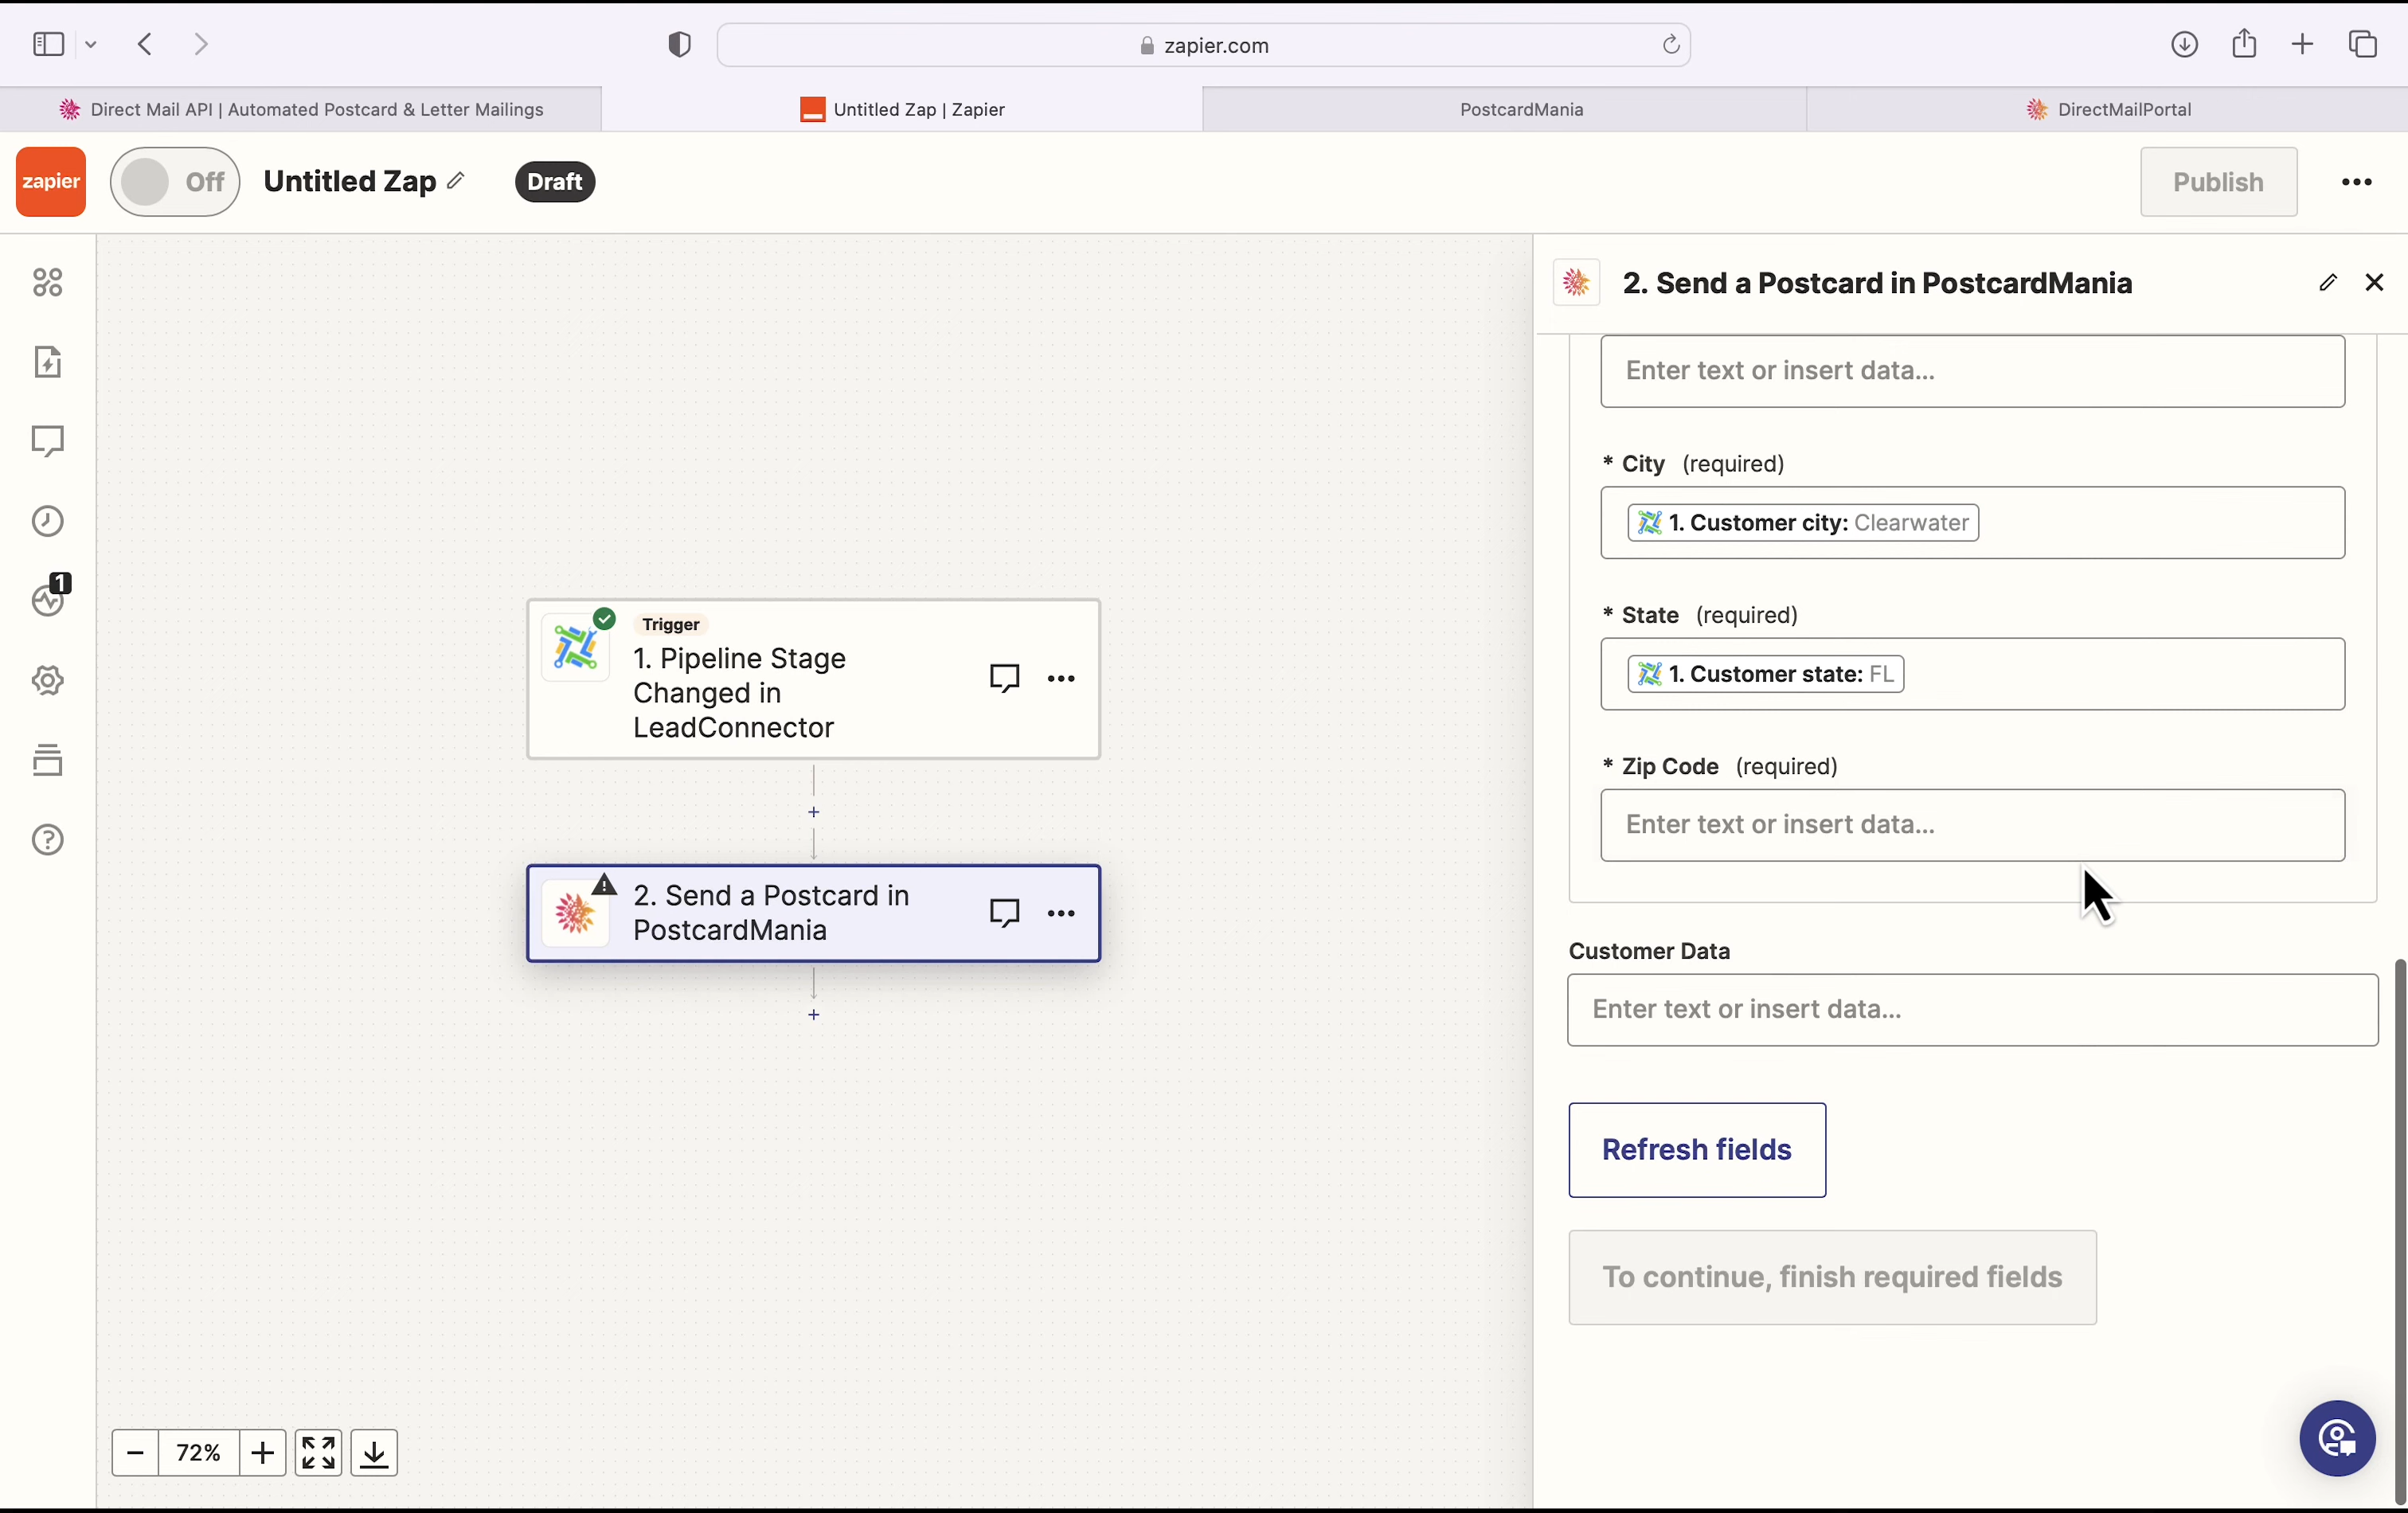 zapier.com
Direct Mail API | Automated Postcard & Letter Mailings
Untitled Zap | Zapier
PostcardMania
DirectMailPortal
zapier
Off
Untitled Zap
Draft
Publish
1
Trigger
1. Pipeline Stage
Changed in
LeadConnector
+
2. Send a Postcard in
PostcardMania
+
72%
2. Send a Postcard in PostcardMania
Enter text or insert data...
* City (required)
1. Customer city: Clearwater
* State (required)
1. Customer state: FL
* Zip Code (required)
Enter text or insert data...
Customer Data
Enter text or insert data...
Refresh fields
To continue, finish required fields